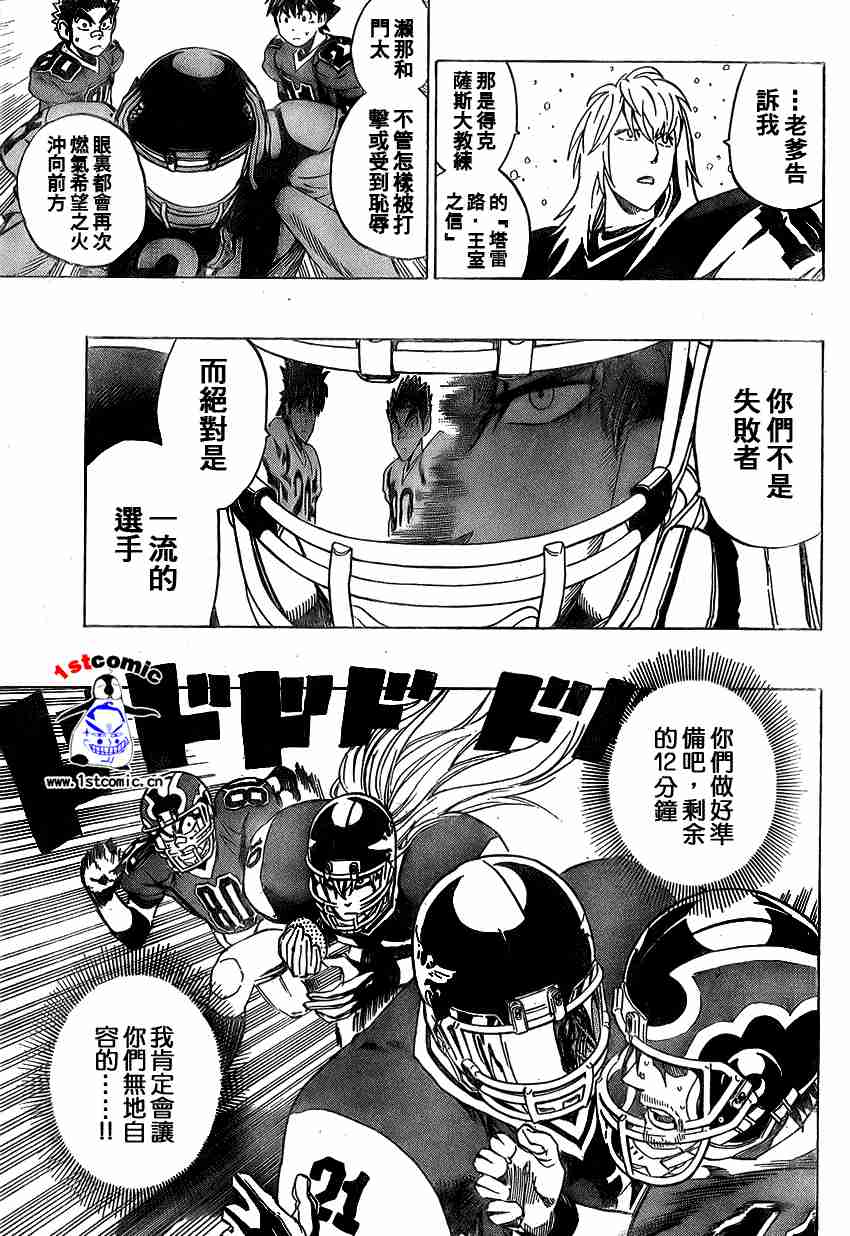 …老爹告
訴我
那是得克
薩斯大教練
的『塔雷
路·王室
之信』
瀨那和
門太
不管怎樣被打
擊或受到恥辱
眼裏都會再次
燃氣希望之火
沖向前方
你們不是
失敗者
而絕對是
一流的
選手
1stcomic
www.1stcomic.cn
ドドドドドド
你們做好準
備吧，剩余
的12分鐘
我肯定會讓
你們無地自
容的……!!
80
21